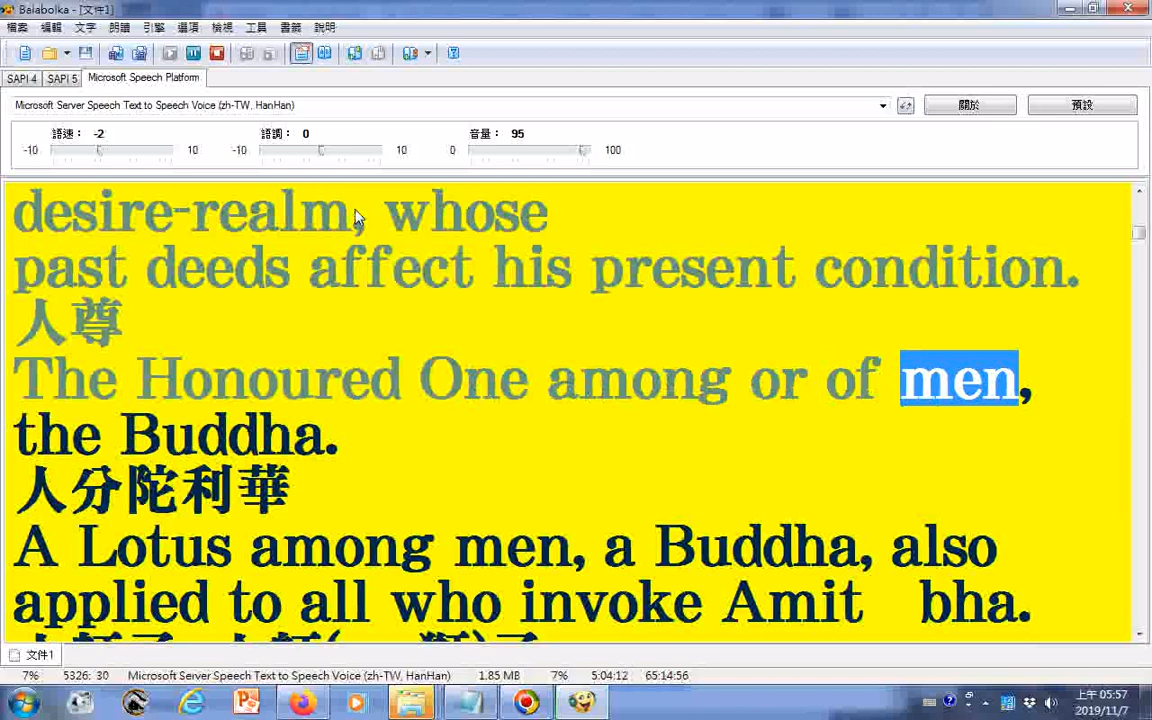 Balabolka - [文件1]
檔案 編輯 文字 朗讀 引擎 選項 檢視 工具 書籤 說明
SAPI 4 SAPI 5 Microsoft Speech Platform
Microsoft Server Speech Text to Speech Voice (zh-TW, HanHan) 關於 預設
語速： -2 語調： 0 音量： 95
-10 10 -10 10 0 100
desire-realm, whose
past deeds affect his present condition.
人尊
The Honoured One among or of men,
the Buddha.
人分陀利華
A Lotus among men, a Buddha, also
applied to all who invoke Amit bha.
文件1
7% 5326: 30 Microsoft Server Speech Text to Speech Voice (zh-TW, HanHan) 1.85 MB 7% 5:04:12 65:14:56
上午 05:57
2019/11/7